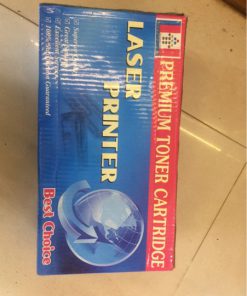 PREMIUM TONER CARTRIDGE
LASER PRINTER
Best Choice